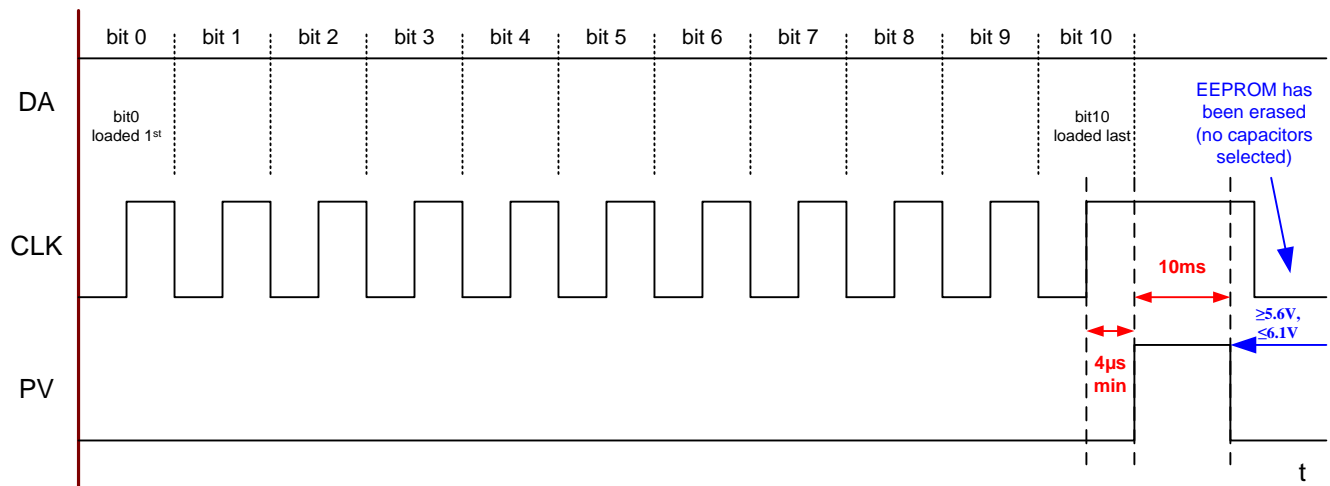 bit 0 bit 1 bit 2 bit 3 bit 4 bit 5 bit 6 bit 7 bit 8 bit 9 bit 10
DA
bit0
loaded 1st
bit10
loaded last
EEPROM has
been erased
(no capacitors
selected)
CLK
10ms
≥5.6V,
≤6.1V
4µs
min
PV
t